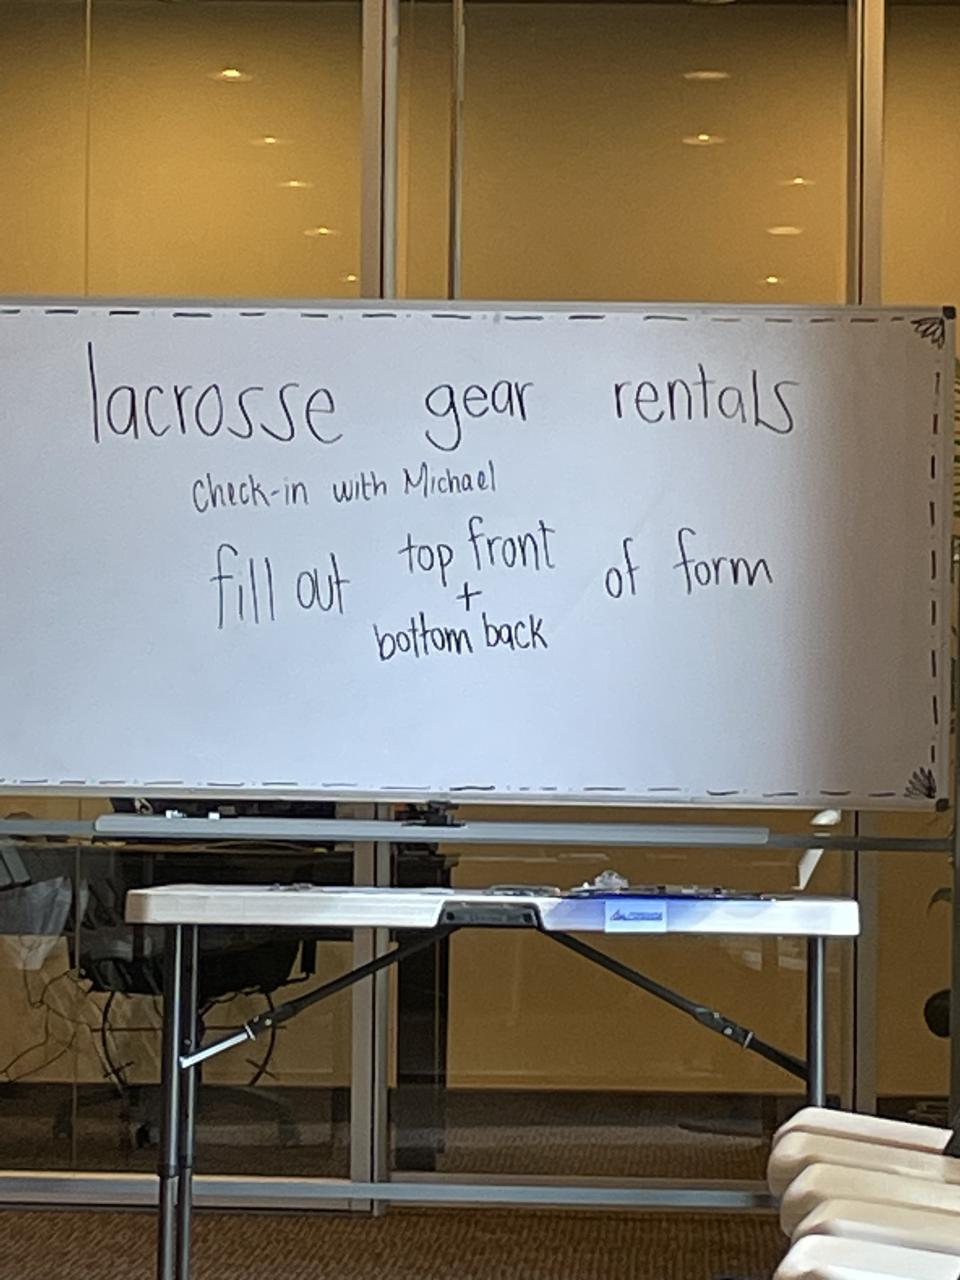 lacrosse gear rentals
Check-in with Michael
fill out top front + bottom back of form